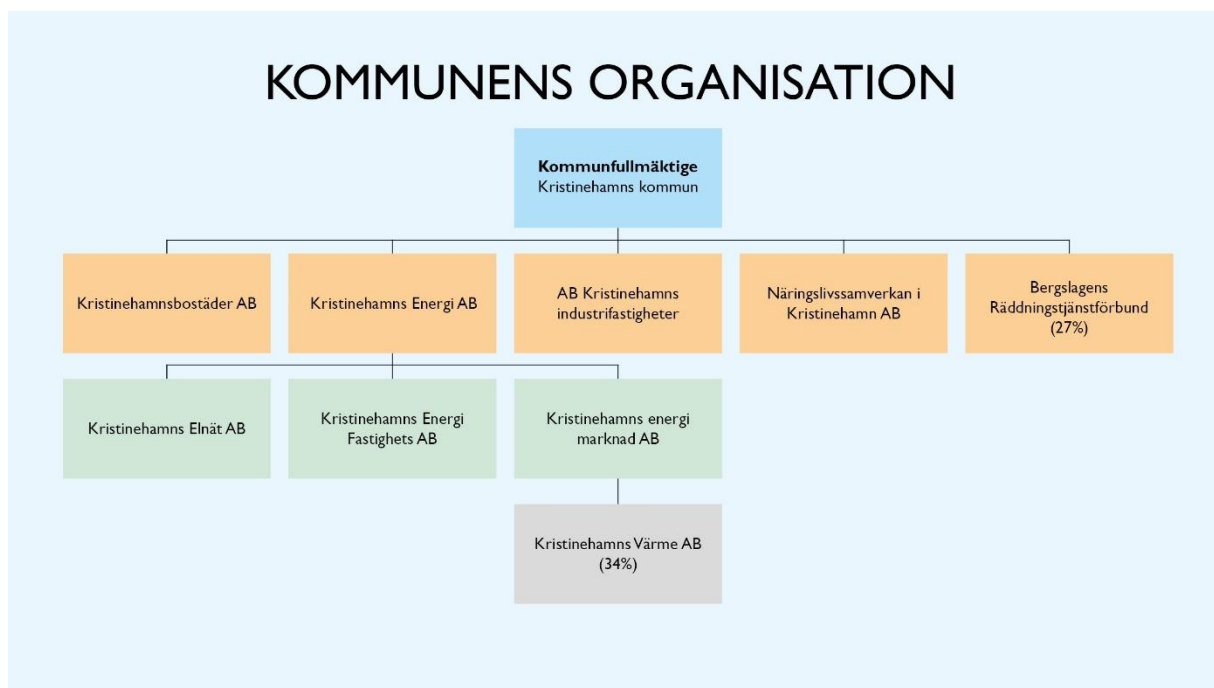 KOMMUNENS ORGANISATION
Kommunfullmäktige
Kristinehamns kommun
Kristinehamnsbostäder AB
Kristinehamns Energi AB
AB Kristinehamns
industrifastigheter
Näringslivssamverkan i
Kristinehamn AB
Bergslagens
Räddningstjänstförbund
(27%)
Kristinehamns Elnät AB
Kristinehamns Energi
Fastighets AB
Kristinehamns energi
marknad AB
Kristinehamns Värme AB
(34%)